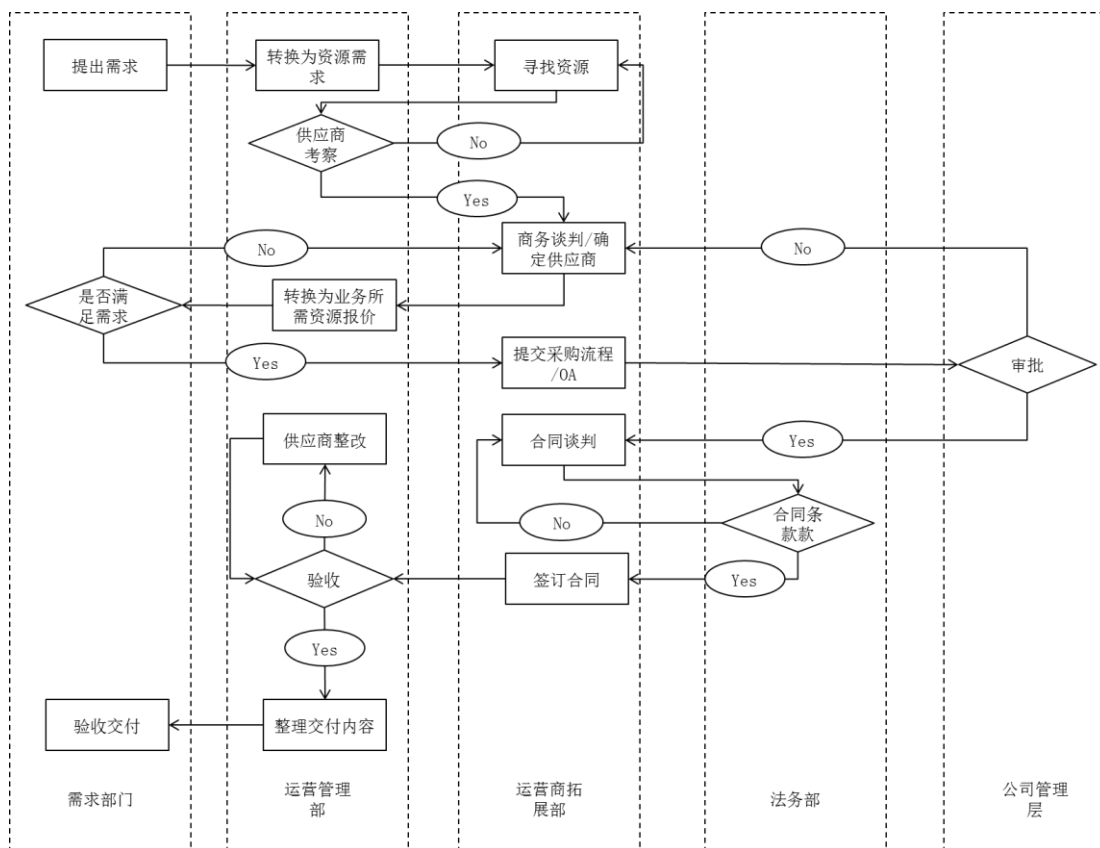 提出需求
转换为资源需
求
寻找资源
供应商
考察
No
Yes
No
商务谈判/确
定供应商
No
是否满
足需求
转换为业务所
需资源报价
Yes
提交采购流程
/OA
审批
供应商整改
合同谈判
Yes
No
No
合同条
款款
验收
签订合同
Yes
Yes
验收交付
整理交付内容
需求部门
运营管理
部
运营商拓
展部
法务部
公司管理
层